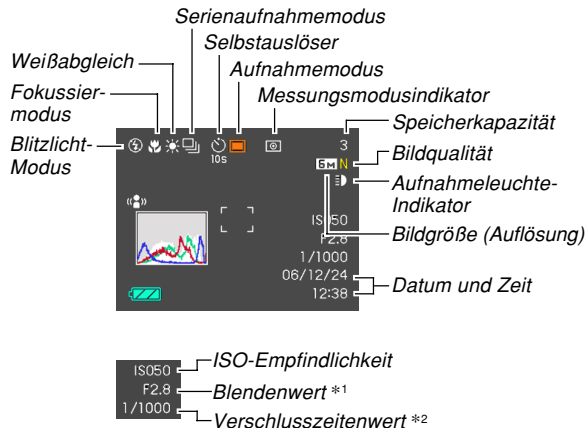 Serienaufnahmemodus
Selbstauslöser
Weißabgleich
Aufnahmemodus
Fokussier-
modus
Messungsmodusindikator
Speicherkapazität
Blitzlicht-
Modus
10s
3
Bildqualität
6M N
Aufnahmeleuchte-
Indikator
IS050
Bildgröße (Auflösung)
F2.8
1/1000
06/12/24
12:38
Datum und Zeit
IS050
ISO-Empfindlichkeit
F2.8
Blendenwert *1
1/1000
Verschlusszeitenwert *2